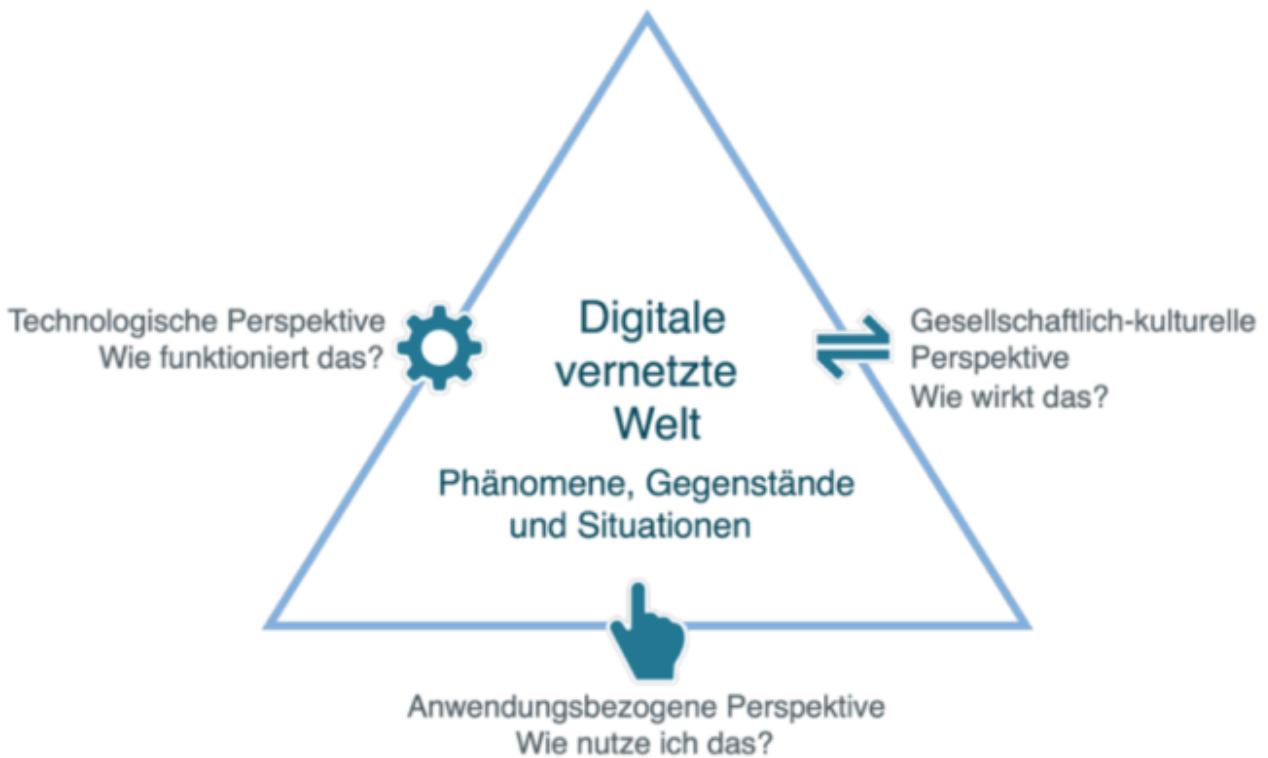 Technologische Perspektive
Wie funktioniert das?
Digitale
vernetzte
Welt
Phänomene, Gegenstände
und Situationen
Gesellschaftlich-kulturelle
Perspektive
Wie wirkt das?
Anwendungsbezogene Perspektive
Wie nutze ich das?